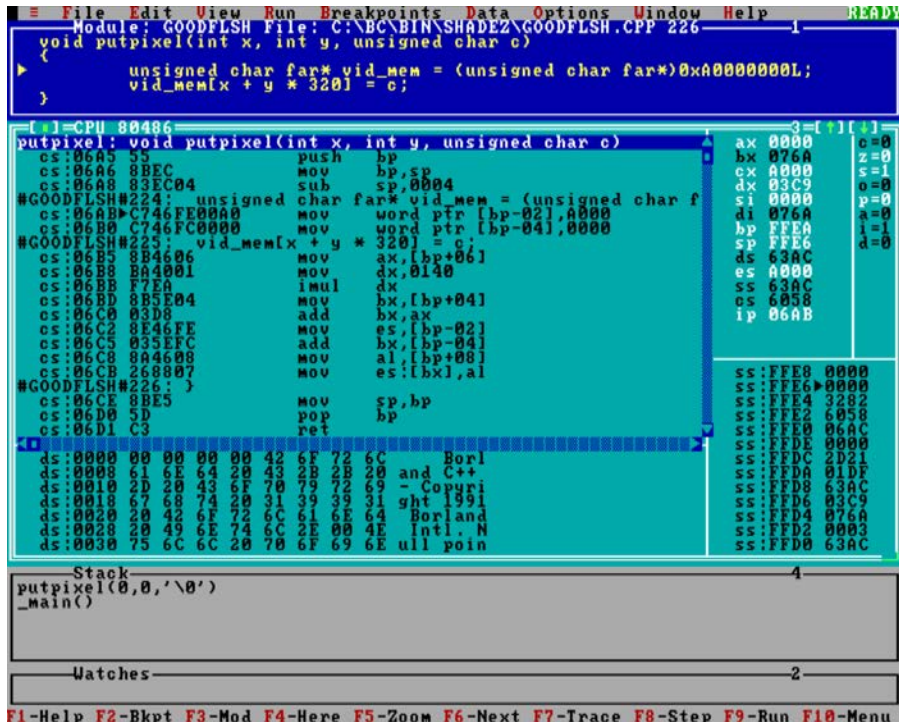 ≡ File Edit View Run Breakpoints Data Options Window Help READY
Module: GOODFLSH File: C:\BC\BIN\SHADE2\GOODFLSH.CPP 226 1
void putpixel(int x, int y, unsigned char c)
{
► unsigned char far* vid_mem = (unsigned char far*)0xA0000000L;
vid_mem[x + y * 320] = c;
}
[■]=CPU 80486 3=[↑][↓]
putpixel: void putpixel(int x, int y, unsigned char c)
cs:06A5 55 push bp
cs:06A6 8BEC mov bp,sp
cs:06A8 83EC04 sub sp,0004
#GOODFLSH#224: unsigned char far* vid_mem = (unsigned char f
cs:06AB►C746FE00A0 mov word ptr [bp-02],A000
cs:06B0 C746FC0000 mov word ptr [bp-04],0000
#GOODFLSH#225: vid_mem[x + y * 320] = c;
cs:06B5 8B4606 mov ax,[bp+06]
cs:06B8 BA4001 mov dx,0140
cs:06BB F7EA imul dx
cs:06BD 8B5E04 mov bx,[bp+04]
cs:06C0 03D8 add bx,ax
cs:06C2 8E46FE mov es,[bp-02]
cs:06C5 035EFC add bx,[bp-04]
cs:06C8 8A4608 mov al,[bp+08]
cs:06CB 268807 mov es:[bx],al
#GOODFLSH#226: }
cs:06CE 8BE5 mov sp,bp
cs:06D0 5D pop bp
cs:06D1 C3 ret
ax 0000 c=0
bx 076A z=0
cx A000 s=1
dx 03C9 o=0
si 0000 p=0
di 076A a=0
bp FFEA i=1
sp FFE6 d=0
ds 63AC
es A000
ss 63AC
cs 6058
ip 06AB
ds:0000 00 00 00 00 42 6F 72 6C Borl
ds:0008 61 6E 64 20 43 2B 2B 20 and C++
ds:0010 2D 20 43 6F 70 79 72 69 - Copyri
ds:0018 67 68 74 20 31 39 39 31 ght 1991
ds:0020 20 42 6F 72 6C 61 6E 64 Borland
ds:0028 20 49 6E 74 6C 2E 00 4E Intl. N
ds:0030 75 6C 6C 20 70 6F 69 6E ull poin
ss:FFE8 0000
ss:FFE6►0000
ss:FFE4 3282
ss:FFE2 6058
ss:FFE0 06AC
ss:FFDE 0000
ss:FFDC 2D21
ss:FFDA 01DF
ss:FFD8 63AC
ss:FFD6 03C9
ss:FFD4 076A
ss:FFD2 0003
ss:FFD0 63AC
Stack 4
putpixel(0,0,'\0')
_main()
Watches 2
F1-Help F2-Bkpt F3-Mod F4-Here F5-Zoom F6-Next F7-Trace F8-Step F9-Run F10-Menu